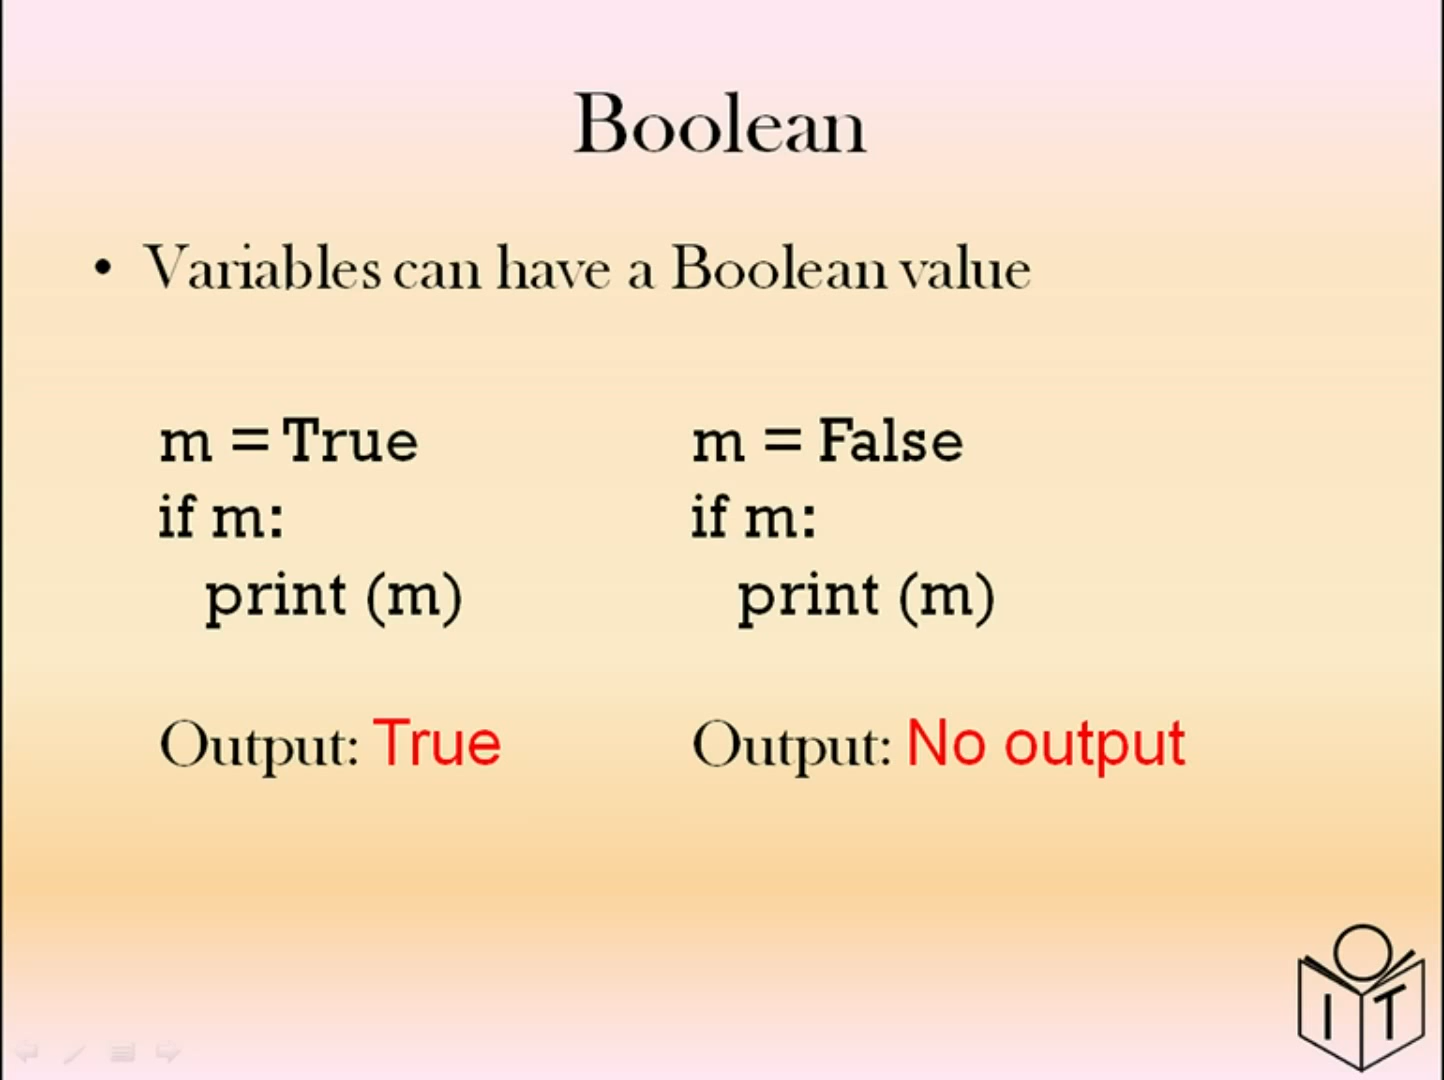 Boolean
• Variables can have a Boolean value
m = True
if m:
print (m)
Output: True
m = False
if m:
print (m)
Output: No output
I T